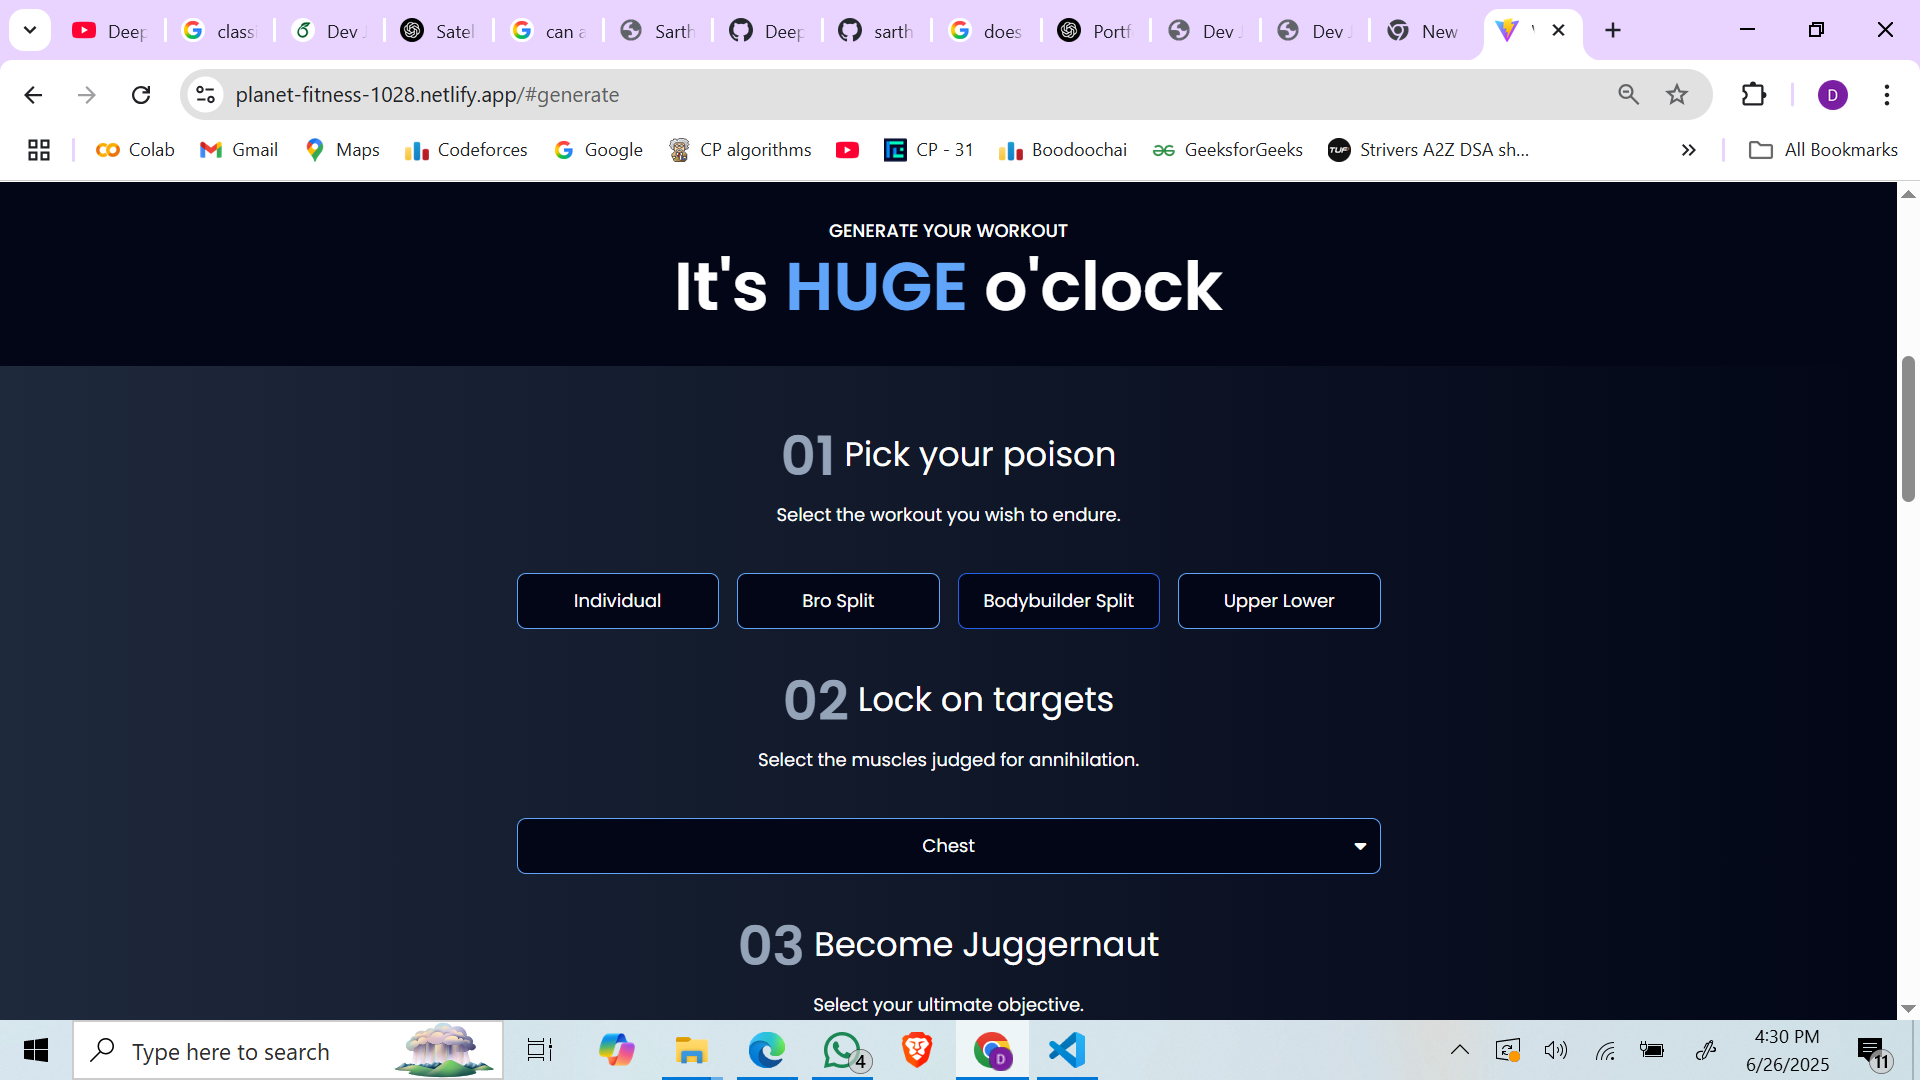 Deep
classi
Dev J
Satel
can a
Sarth
Deep
sarth
does
Portf
Dev J
Dev J
New
planet-fitness-1028.netlify.app/#generate
D
Colab
Gmail
Maps
Codeforces
Google
CP algorithms
CP - 31
Boodoochai
GeeksforGeeks
TUF
Strivers A2Z DSA sh...
All Bookmarks
GENERATE YOUR WORKOUT
It's HUGE o'clock
01 Pick your poison
Select the workout you wish to endure.
Individual
Bro Split
Bodybuilder Split
Upper Lower
02 Lock on targets
Select the muscles judged for annihilation.
Chest
03 Become Juggernaut
Select your ultimate objective.
Type here to search
4
D
4:30 PM
6/26/2025
11